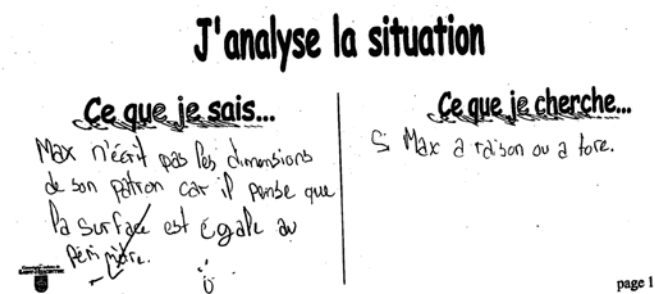 J'analyse la situation
Ce que je sais...
Max n'écrit pas les dimensions
de son patron car il pense que
la surface est égale au
périmètre.
Ce que je cherche...
Si Max a raison ou a tore.
page 1